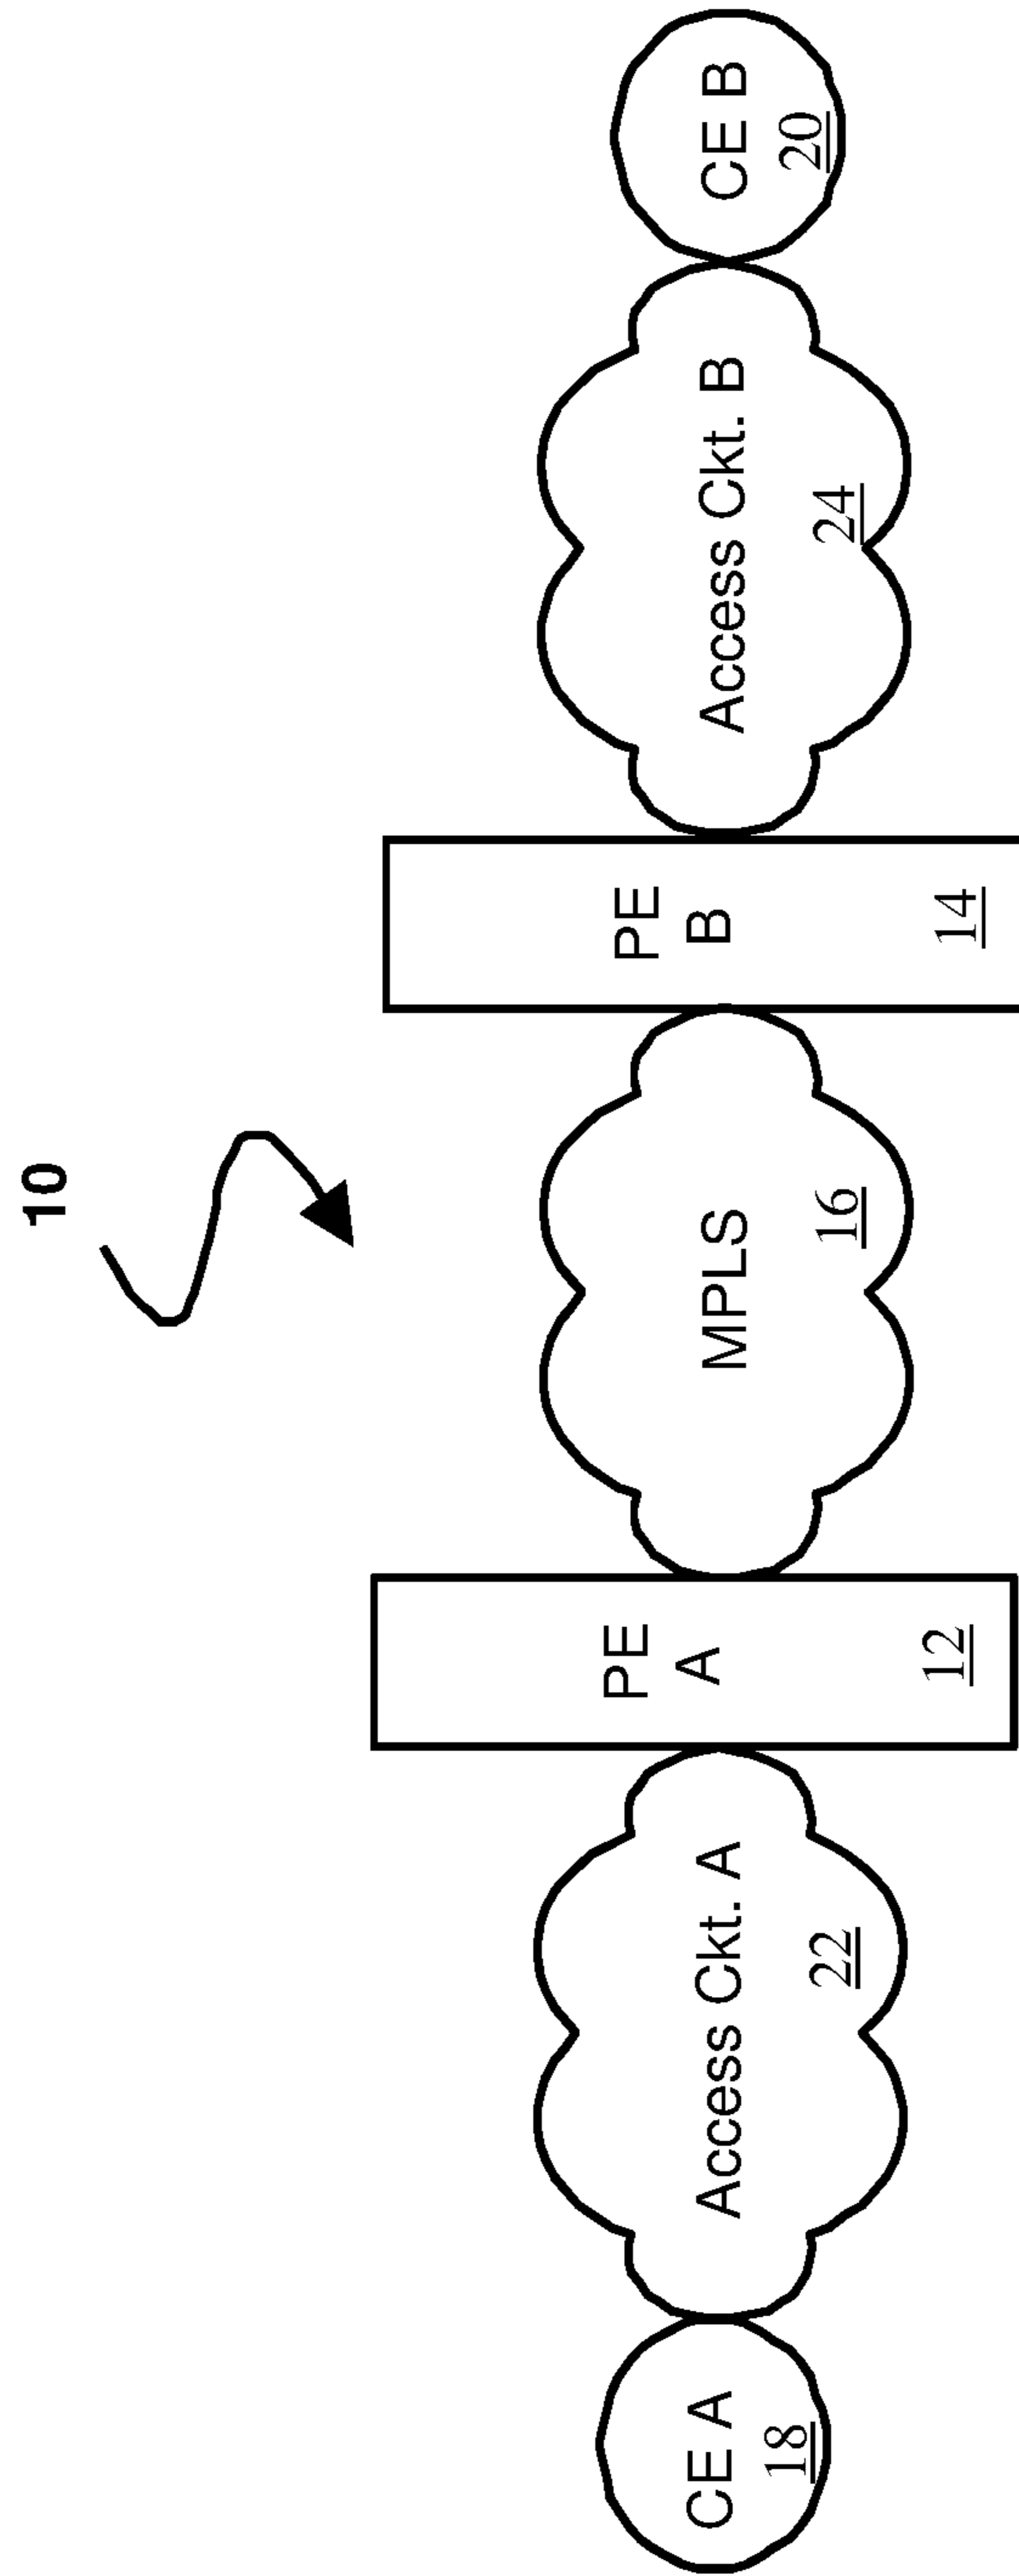 10
CE A
18
Access Ckt. A
22
PE
A
12
MPLS
16
PE
B
14
Access Ckt. B
24
CE B
20